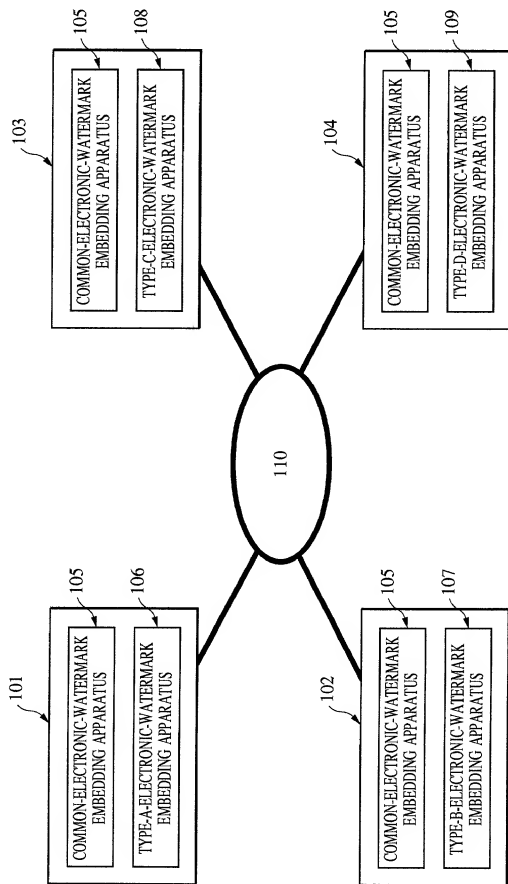 101
105
COMMON-ELECTRONIC-WATERMARK
EMBEDDING APPARATUS
106
TYPE-A-ELECTRONIC-WATERMARK
EMBEDDING APPARATUS
103
105
COMMON-ELECTRONIC-WATERMARK
EMBEDDING APPARATUS
108
TYPE-C-ELECTRONIC-WATERMARK
EMBEDDING APPARATUS
110
102
105
COMMON-ELECTRONIC-WATERMARK
EMBEDDING APPARATUS
107
TYPE-B-ELECTRONIC-WATERMARK
EMBEDDING APPARATUS
104
105
COMMON-ELECTRONIC-WATERMARK
EMBEDDING APPARATUS
109
TYPE-D-ELECTRONIC-WATERMARK
EMBEDDING APPARATUS